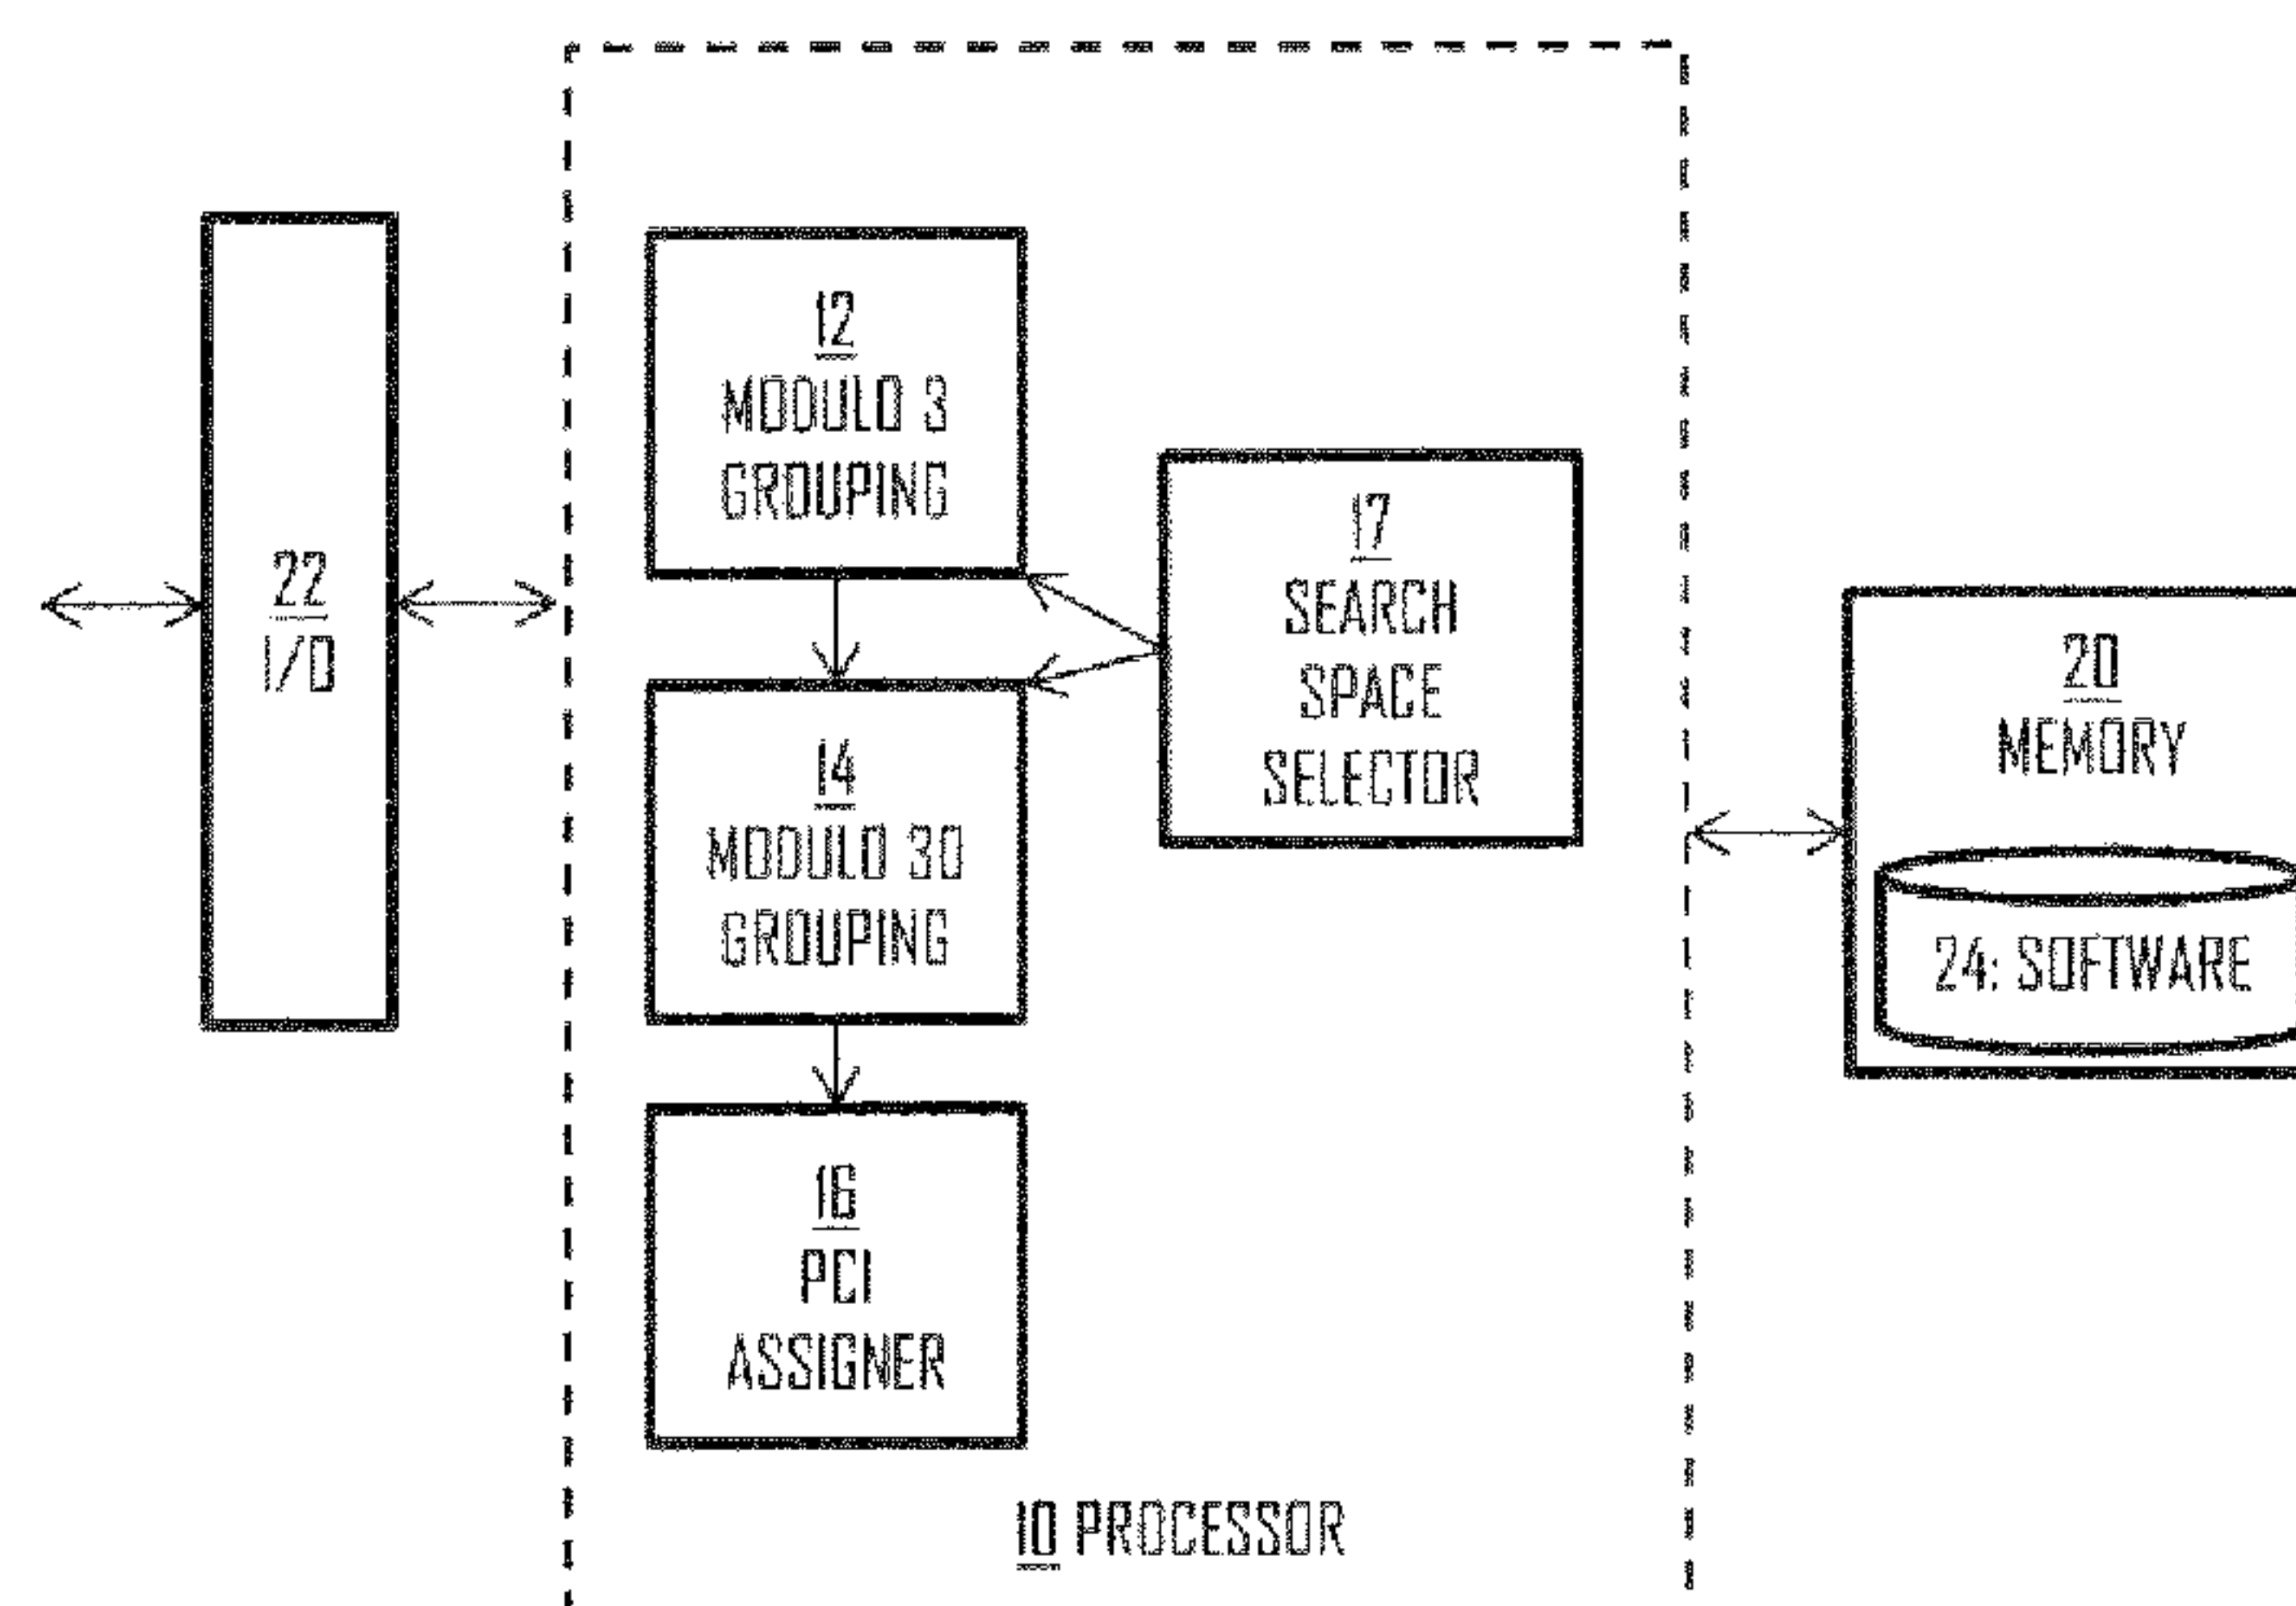 12
MODULO 3
GROUPING
17
SEARCH
SPACE
SELECTOR
22
I/O
14
MODULO 30
GROUPING
20
MEMORY
24: SOFTWARE
16
PCI
ASSIGNER
10 PROCESSOR